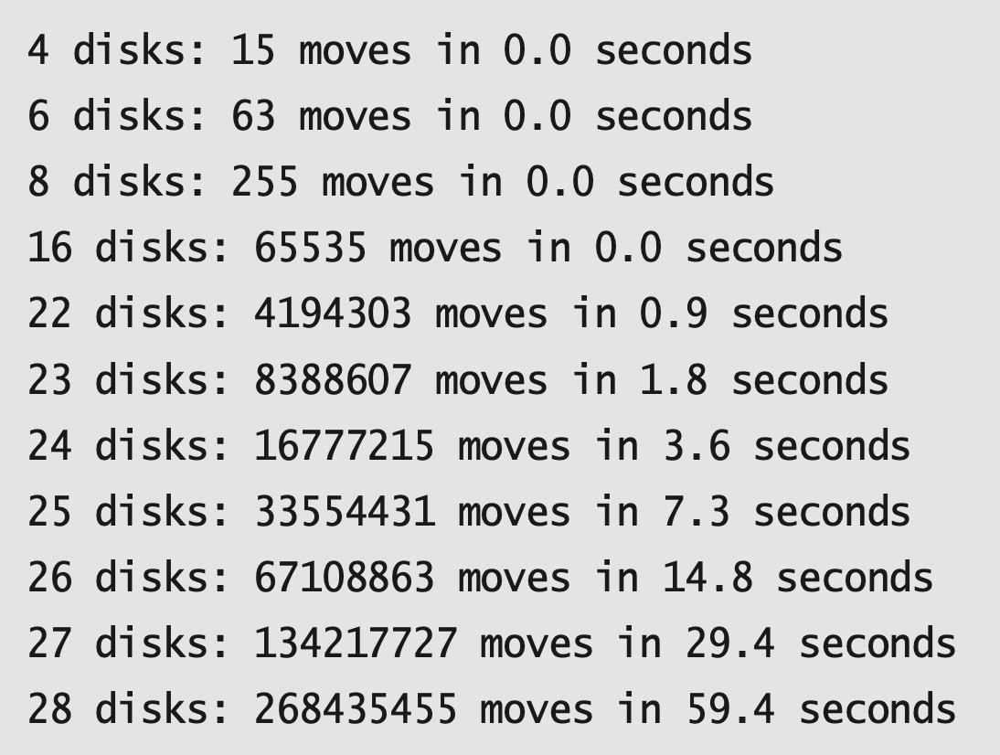 4 disks: 15 moves in 0.0 seconds
6 disks: 63 moves in 0.0 seconds
8 disks: 255 moves in 0.0 seconds
16 disks: 65535 moves in 0.0 seconds
22 disks: 4194303 moves in 0.9 seconds
23 disks: 8388607 moves in 1.8 seconds
24 disks: 16777215 moves in 3.6 seconds
25 disks: 33554431 moves in 7.3 seconds
26 disks: 67108863 moves in 14.8 seconds
27 disks: 134217727 moves in 29.4 seconds
28 disks: 268435455 moves in 59.4 seconds